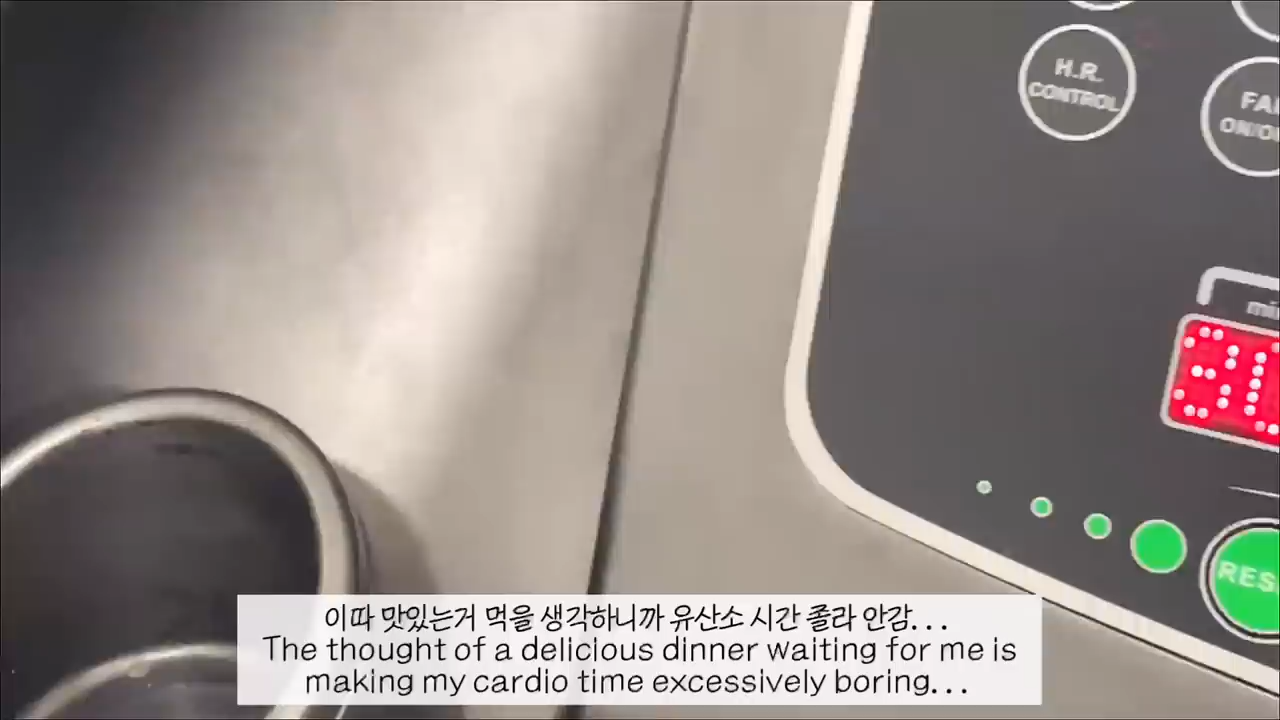 H.R.
CONTROL
이따 맛있는거 먹을 생각하니까 유산소 시간 졸라 안감...
The thought of a delicious dinner waiting for me is
making my cardio time excessively boring...